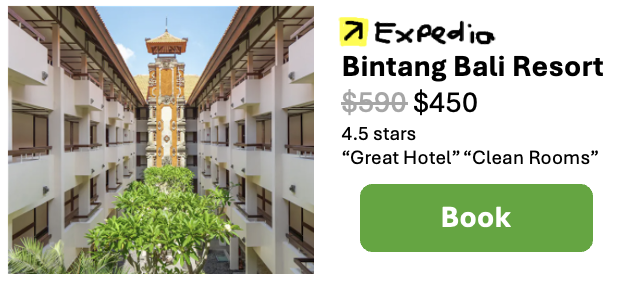 Expedia
Bintang Bali Resort
$590 $450
4.5 stars
“Great Hotel” “Clean Rooms”
Book